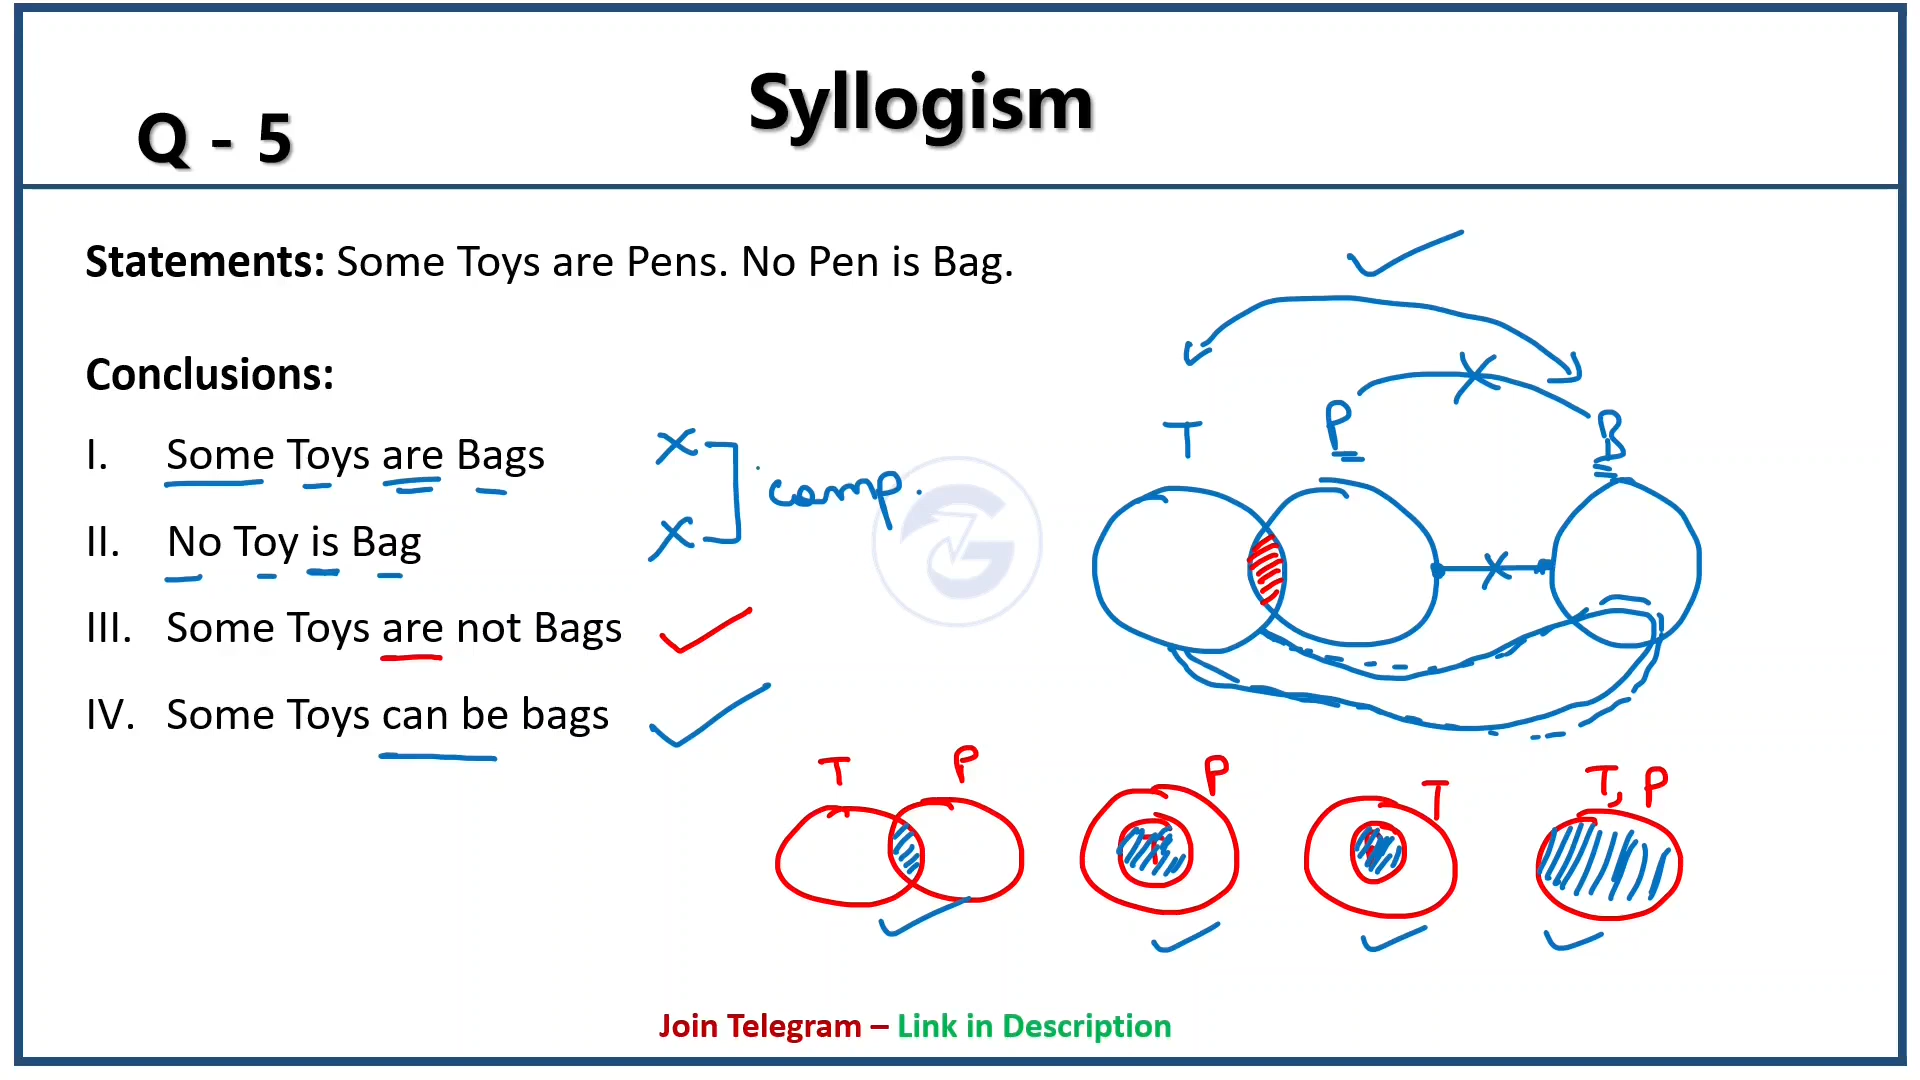 Syllogism
Q - 5
Statements: Some Toys are Pens. No Pen is Bag.
Conclusions:
I. Some Toys are Bags
II. No Toy is Bag
III. Some Toys are not Bags
IV. Some Toys can be bags
comp.
T P B
T P
P
T
T
T, P
Join Telegram – Link in Description